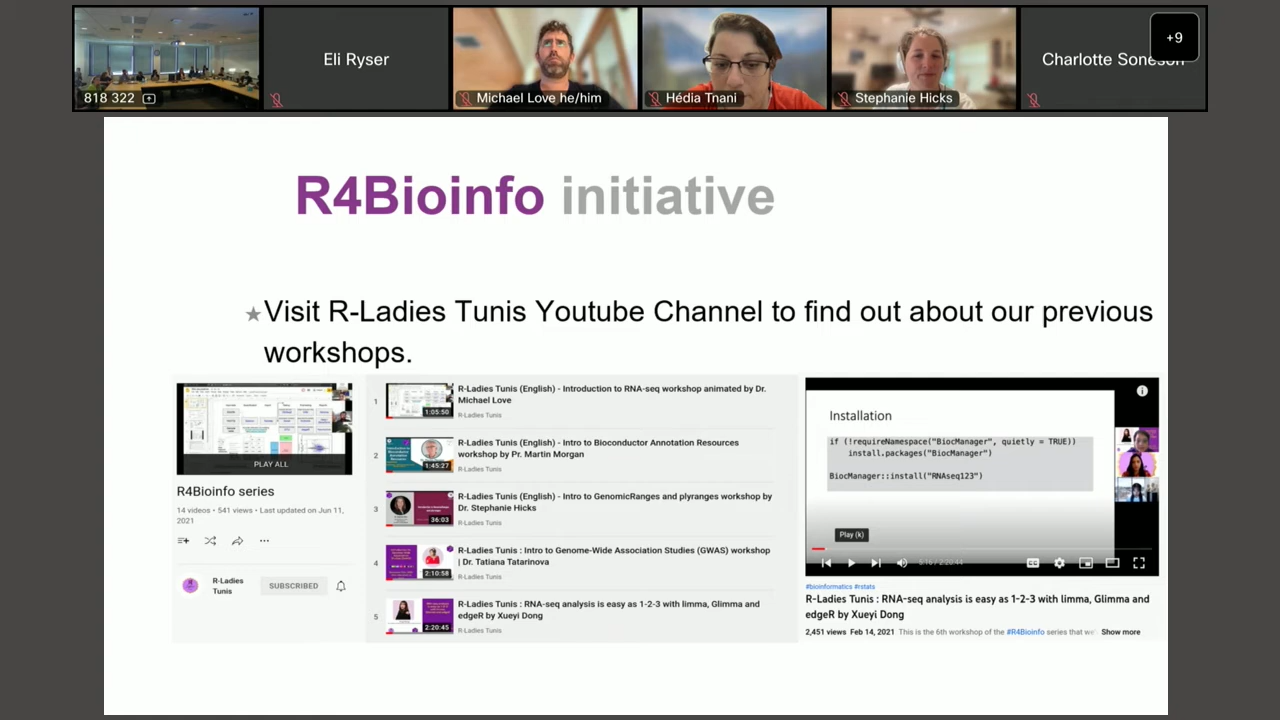 818 322
Eli Ryser
Michael Love he/him
Hédia Tnani
Stephanie Hicks
Charlotte Soneson
+9
R4Bioinfo initiative
Visit R-Ladies Tunis Youtube Channel to find out about our previous
workshops.
PLAY ALL
R4Bioinfo series
14 videos • 541 views • Last updated on Jun 11,
2021
R-Ladies
Tunis
SUBSCRIBED
1
1:05:50
R-Ladies Tunis (English) - Introduction to RNA-seq workshop animated by Dr.
Michael Love
R-Ladies Tunis
2
1:45:27
R-Ladies Tunis (English) - Intro to Bioconductor Annotation Resources
workshop by Pr. Martin Morgan
R-Ladies Tunis
3
36:03
R-Ladies Tunis (English) - Intro to GenomicRanges and plyranges workshop by
Dr. Stephanie Hicks
R-Ladies Tunis
4
2:10:58
R-Ladies Tunis : Intro to Genome-Wide Association Studies (GWAS) workshop
| Dr. Tatiana Tatarinova
R-Ladies Tunis
5
2:20:45
R-Ladies Tunis : RNA-seq analysis is easy as 1-2-3 with limma, Glimma and
edgeR by Xueyi Dong
R-Ladies Tunis
Installation
if (!requireNamespace("BiocManager", quietly = TRUE))
install.packages("BiocManager")
BiocManager::install("RNAseq123")
Play (k)
#bioinformatics #rstats
R-Ladies Tunis : RNA-seq analysis is easy as 1-2-3 with limma, Glimma and
edgeR by Xueyi Dong
2,451 views Feb 14, 2021 This is the 6th workshop of the #R4Bioinfo series that we Show more